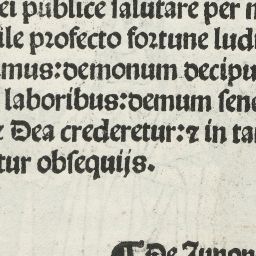 ei publice salutare per
ile profecto fortune lud
mus: demonum decipu
laboribus: demum sene
Dea crederetur: ⁊ in ta
tur obsequijs.
¶ De Junon